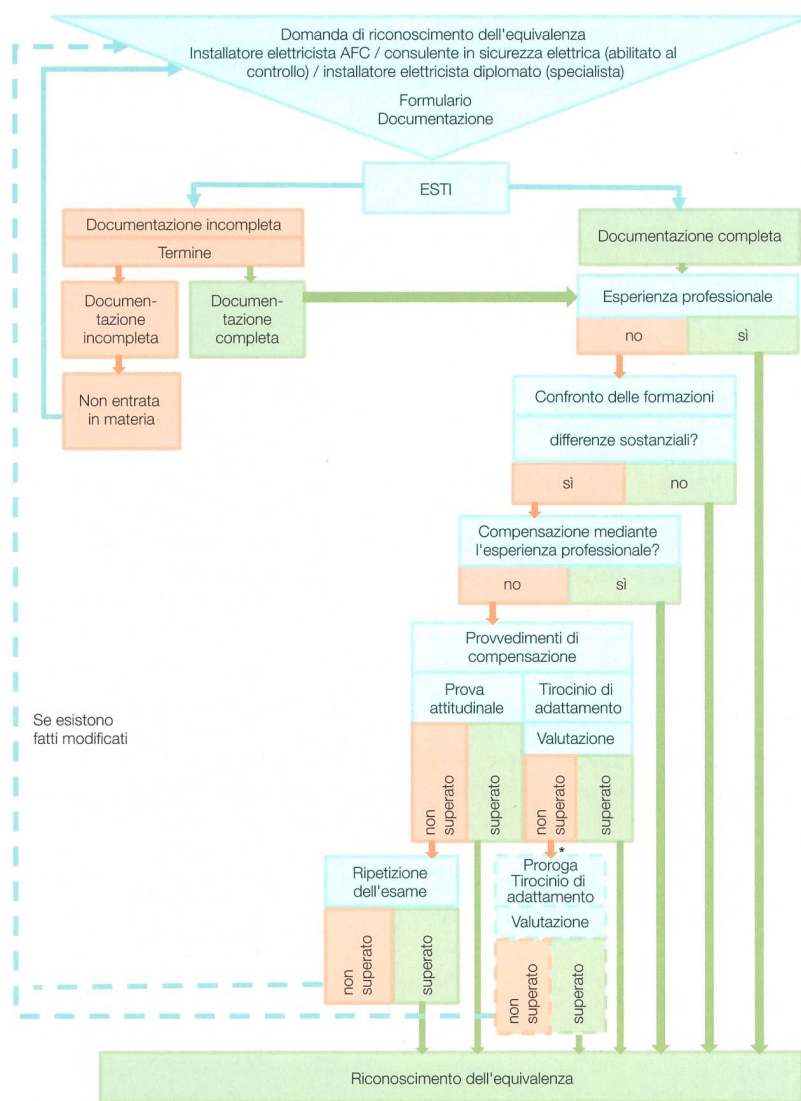 Domanda di riconoscimento dell'equivalenza
Installatore elettricista AFC / consulente in sicurezza elettrica (abilitato al
controllo) / installatore elettricista diplomato (specialista)
Formulario
Documentazione
ESTI
Documentazione incompleta
Termine
Documen-
tazione
incompleta
Documen-
tazione
completa
Non entrata
in materia
Documentazione completa
Esperienza professionale
no
sì
Confronto delle formazioni
differenze sostanziali?
sì
no
Compensazione mediante
l'esperienza professionale?
no
sì
Provvedimenti di
compensazione
Prova
attitudinale
Tirocinio di
adattamento
Valutazione
non
superato
superato
non
superato
superato
Se esistono
fatti modificati
Ripetizione
dell'esame
non
superato
superato
*
Proroga
Tirocinio di
adattamento
Valutazione
non
superato
superato
Riconoscimento dell'equivalenza